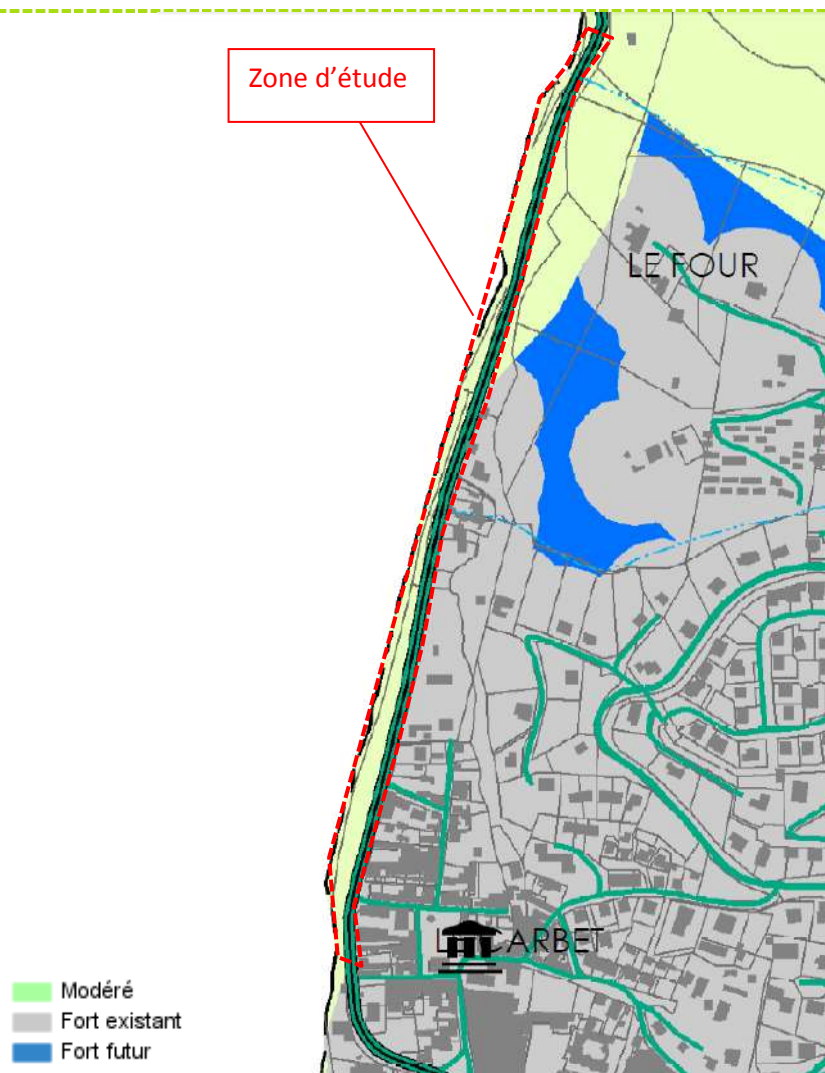 Zone d'étude
LE FOUR
ARBET
Modéré
Fort existant
Fort futur